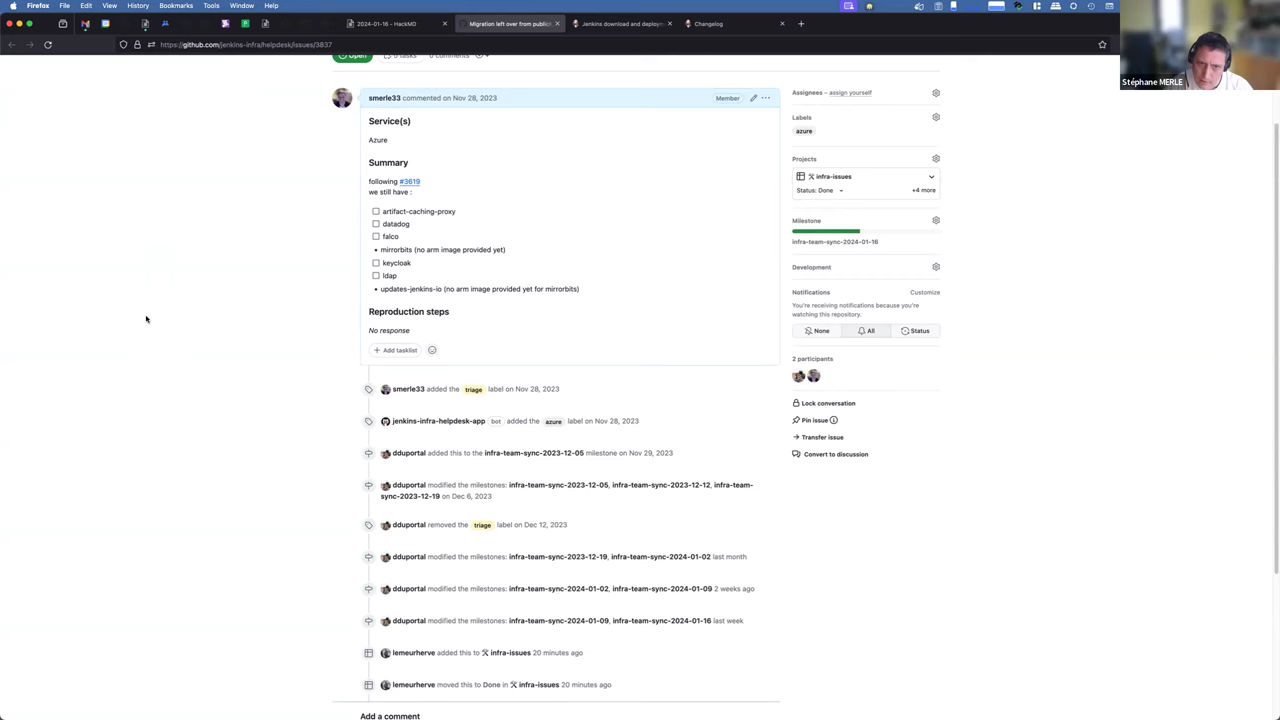 Firefox File Edit View History Bookmarks Tools Window Help
2024-01-16 - HackMD
Migration left over from publick
Jenkins download and deploym
Changelog
https://github.com/jenkins-infra/helpdesk/issues/3837
Stéphane MERLE
Open
0 comments
smerle33 commented on Nov 28, 2023
Member
Service(s)
Azure
Summary
following #3619
we still have :
artifact-caching-proxy
datadog
falco
• mirrorbits (no arm image provided yet)
keycloak
ldap
• updates-jenkins-io (no arm image provided yet for mirrorbits)
Reproduction steps
No response
Add tasklist
smerle33 added the triage label on Nov 28, 2023
jenkins-infra-helpdesk-app bot added the azure label on Nov 28, 2023
dduportal added this to the infra-team-sync-2023-12-05 milestone on Nov 29, 2023
dduportal modified the milestones: infra-team-sync-2023-12-05, infra-team-sync-2023-12-12, infra-team-
sync-2023-12-19 on Dec 6, 2023
dduportal removed the triage label on Dec 12, 2023
dduportal modified the milestones: infra-team-sync-2023-12-19, infra-team-sync-2024-01-02 last month
dduportal modified the milestones: infra-team-sync-2024-01-02, infra-team-sync-2024-01-09 2 weeks ago
dduportal modified the milestones: infra-team-sync-2024-01-09, infra-team-sync-2024-01-16 last week
lemeurherve added this to infra-issues 20 minutes ago
lemeurherve moved this to Done in infra-issues 20 minutes ago
Add a comment
Assignees – assign yourself
Labels
azure
Projects
infra-issues
Status: Done
+4 more
Milestone
infra-team-sync-2024-01-16
Development
Notifications
Customize
You're receiving notifications because you're
watching this repository.
None
All
Status
2 participants
Lock conversation
Pin issue
Transfer issue
Convert to discussion